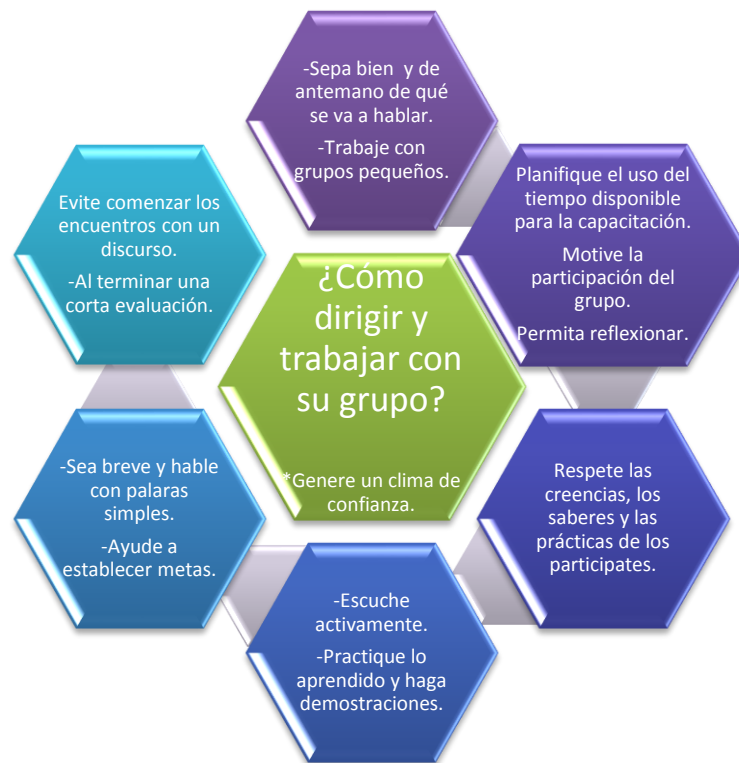 -Sepa bien y de
antemano de qué
se va a hablar.
-Trabaje con
grupos pequeños.
Planifique el uso del
tiempo disponible
para la capacitación.
Motive la
participación del
grupo.
Permita reflexionar.
Respete las
creencias, los
saberes y las
prácticas de los
participates.
-Escuche
activamente.
-Practique lo
aprendido y haga
demostraciones.
-Sea breve y hable
con palaras
simples.
-Ayude a
establecer metas.
Evite comenzar los
encuentros con un
discurso.
-Al terminar una
corta evaluación.
¿Cómo
dirigir y
trabajar con
su grupo?
*Genere un clima de
confianza.